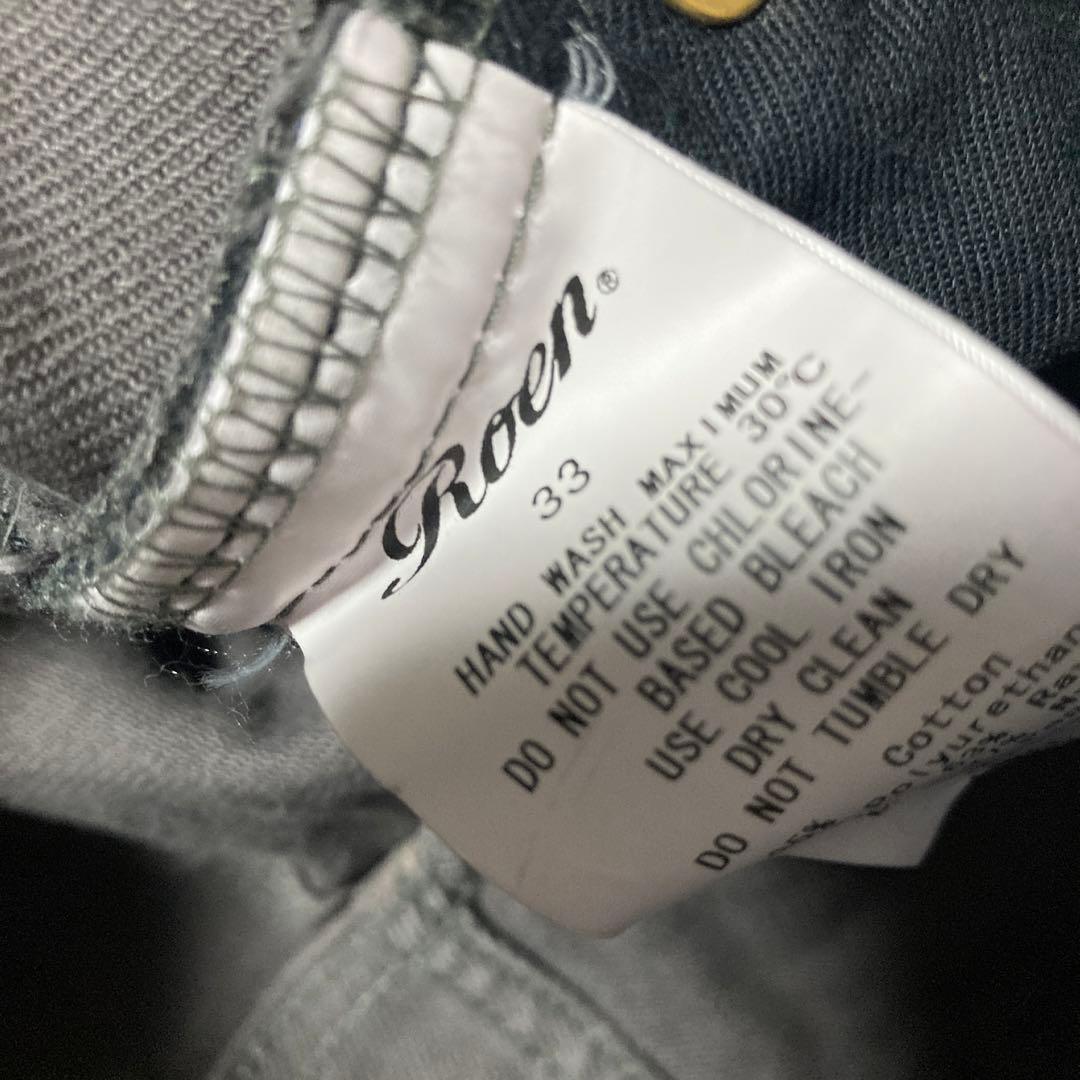 Roen®
33
HAND WASH MAXIMUM
TEMPERATURE 30°C
DO NOT USE CHLORINE-
BASED BLEACH
USE COOL IRON
DRY CLEAN
DO NOT TUMBLE DRY
Cotton